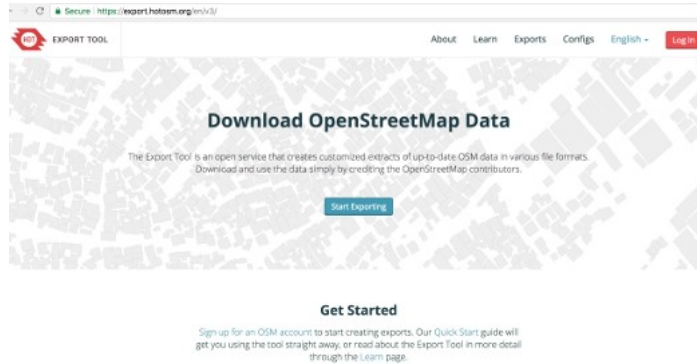 Secure https://export.hotosm.org/en/v3/
HOT EXPORT TOOL About Learn Exports Configs English Log In
Download OpenStreetMap Data
The Export Tool is an open service that creates customized extracts of up-to-date OSM data in various file formats.
Download and use the data simply by crediting the OpenStreetMap contributors.
Start Exporting
Get Started
Sign up for an OSM account to start creating exports. Our Quick Start guide will
get you using the tool straight away, or read about the Export Tool in more detail
through the Learn page.